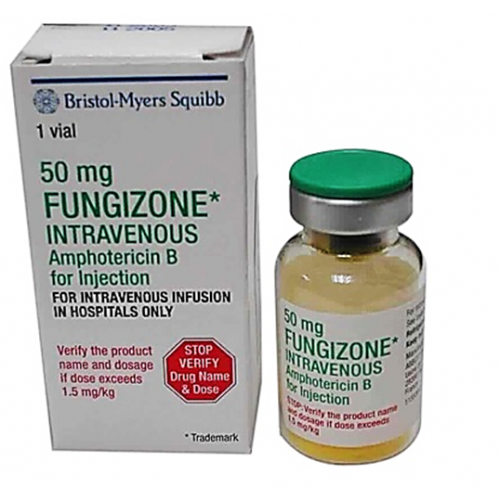 11 2005
Bristol-Myers Squibb
1 vial
50 mg
FUNGIZONE*
INTRAVENOUS
Amphotericin B
for Injection
FOR INTRAVENOUS INFUSION
IN HOSPITALS ONLY
Verify the product
name and dosage
if dose exceeds
1.5 mg/kg
STOP
VERIFY
Drug Name
& Dose
* Trademark
50 mg
FUNGIZONE*
INTRAVENOUS
Amphotericin B
for Injection
STOP: Verify the product name
and dosage if dose exceeds
1.5 mg/kg